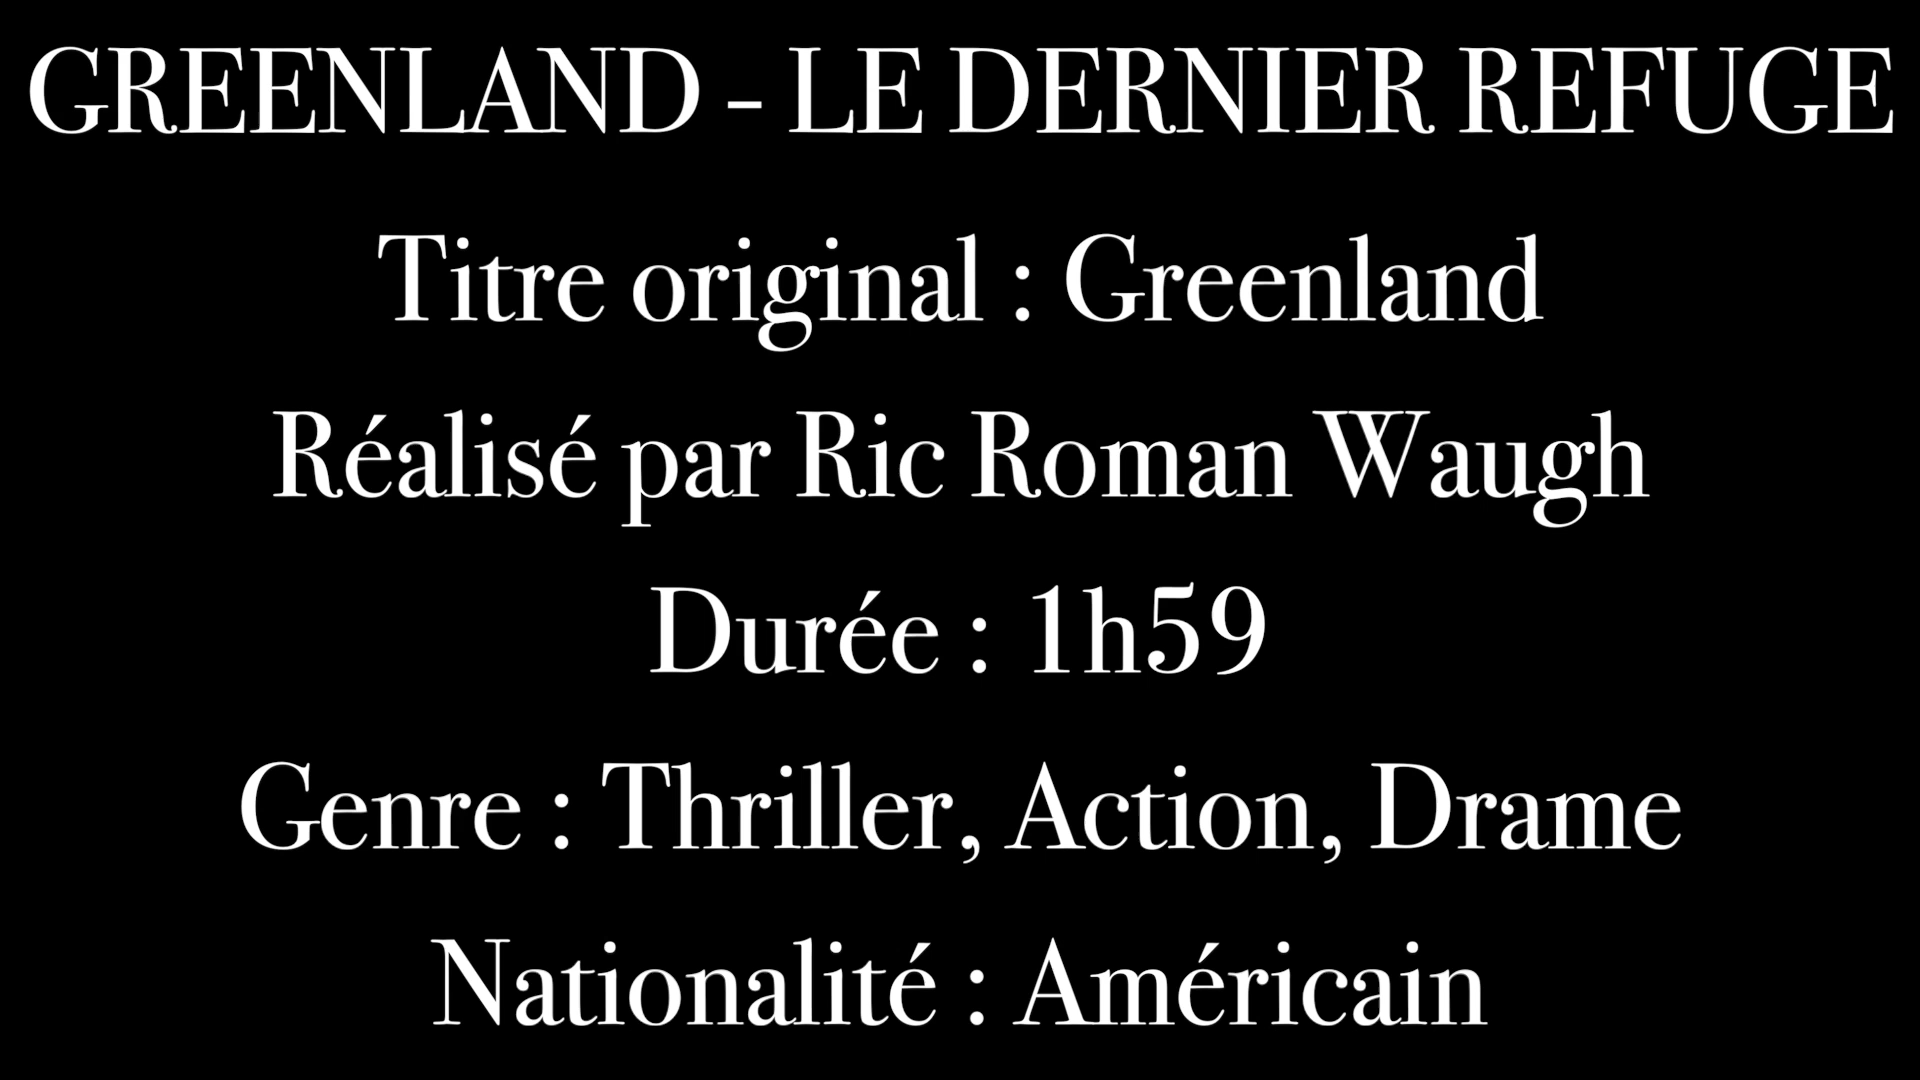 GREENLAND - LE DERNIER REFUGE
Titre original : Greenland
Réalisé par Ric Roman Waugh
Durée : 1h59
Genre : Thriller, Action, Drame
Nationalité : Américain